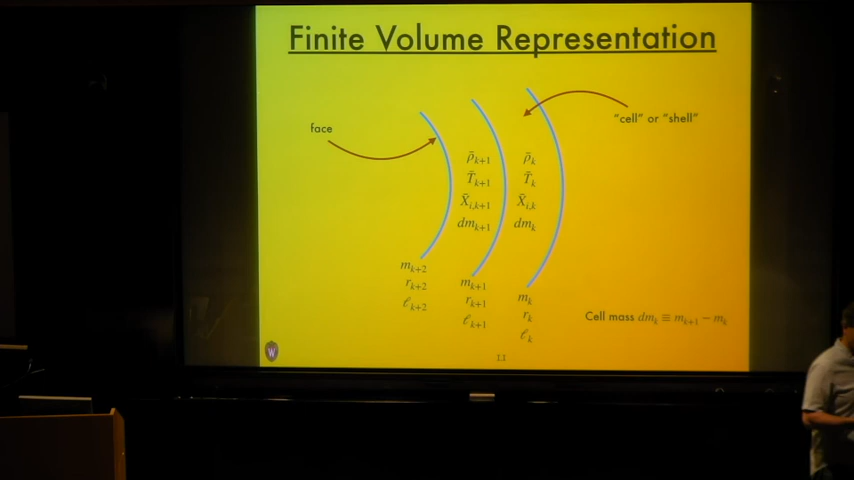 Finite Volume Representation
face
"cell" or "shell"
ρ̄ₖ₊₁
T̄ₖ₊₁
X̄ᵢ,ₖ₊₁
dmₖ₊₁
ρ̄ₖ
T̄ₖ
X̄ᵢ,ₖ
dmₖ
mₖ₊₂
rₖ₊₂
ℓₖ₊₂
mₖ₊₁
rₖ₊₁
ℓₖ₊₁
mₖ
rₖ
ℓₖ
Cell mass dmₖ ≡ mₖ₊₁ − mₖ
W
11